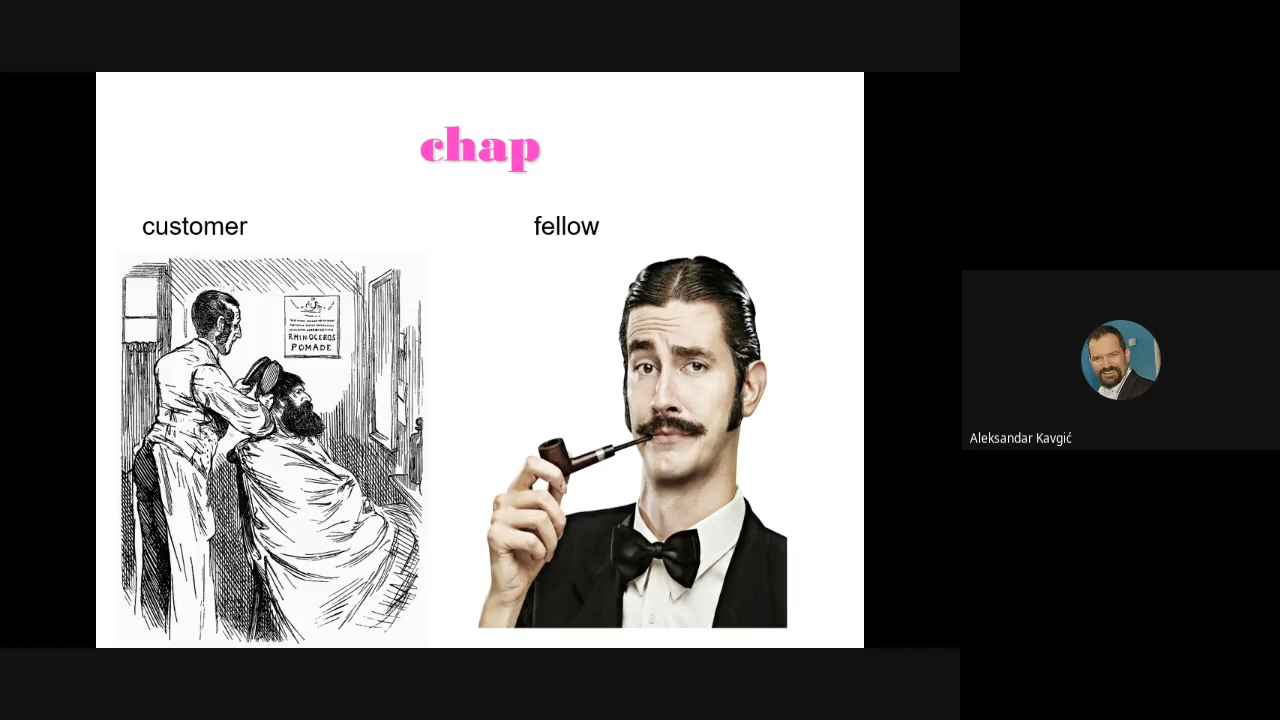 chap
customer
fellow
RHINOCEROS
POMADE
Aleksandar Kavgić